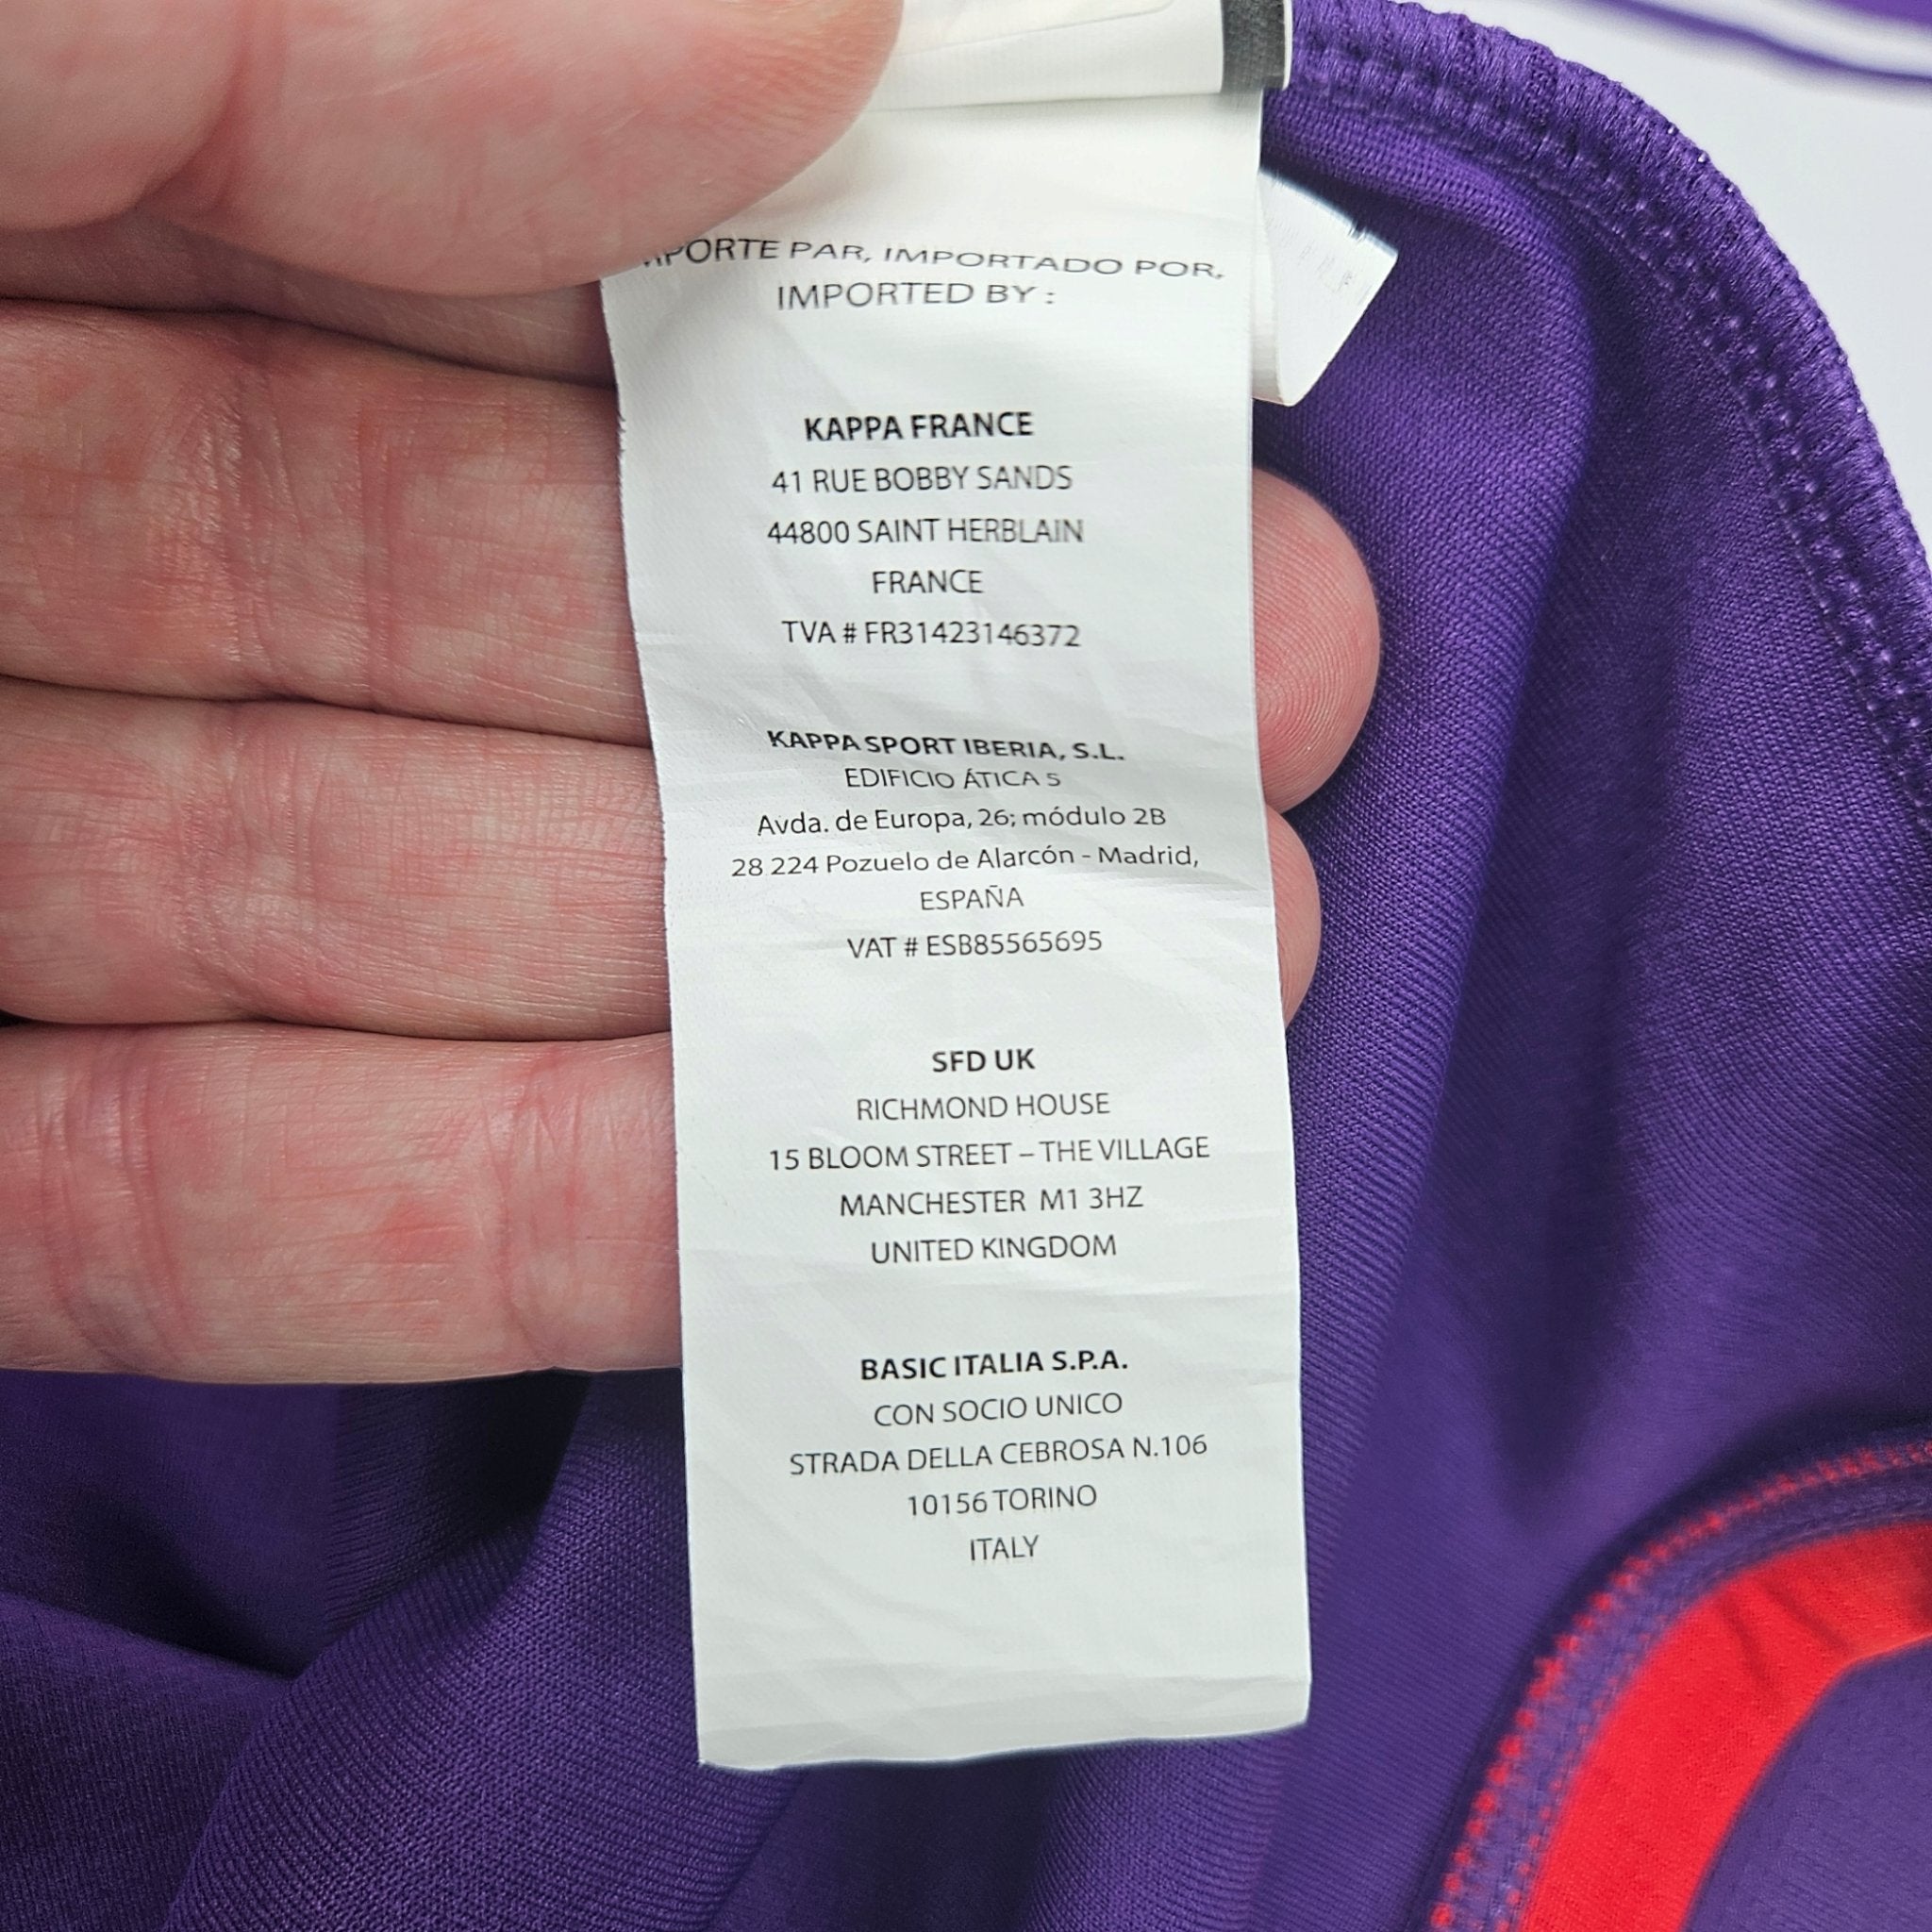 PORTE PAR, IMPORTADO POR,
IMPORTED BY :
KAPPA FRANCE
41 RUE BOBBY SANDS
44800 SAINT HERBLAIN
FRANCE
TVA # FR31423146372
KAPPA SPORT IBERIA, S.L.
EDIFICIO ÁTICA 5
Avda. de Europa, 26; módulo 2B
28 224 Pozuelo de Alarcón - Madrid,
ESPAÑA
VAT # ESB85565695
SFD UK
RICHMOND HOUSE
15 BLOOM STREET – THE VILLAGE
MANCHESTER M1 3HZ
UNITED KINGDOM
BASIC ITALIA S.P.A.
CON SOCIO UNICO
STRADA DELLA CEBROSA N.106
10156 TORINO
ITALY